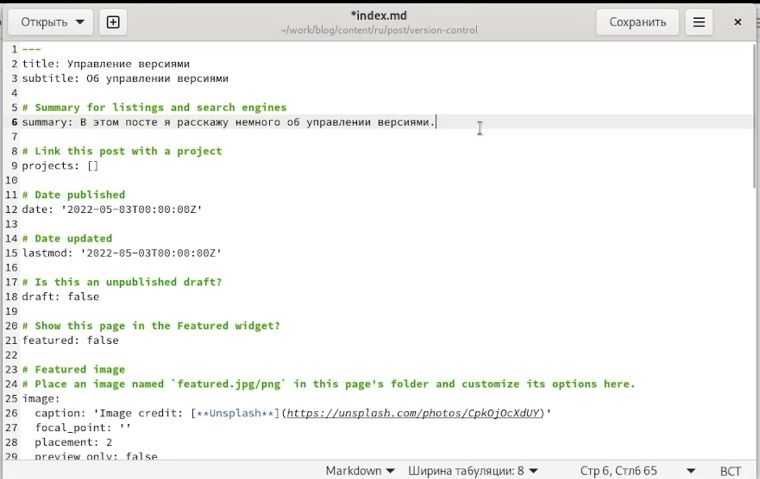 Открыть
*index.md
~/work/blog/content/ru/post/version-control
Сохранить
1 ---
2 title: Управление версиями
3 subtitle: Об управлении версиями
4
5 # Summary for listings and search engines
6 summary: В этом посте я расскажу немного об управлении версиями.
7
8 # Link this post with a project
9 projects: []
10
11 # Date published
12 date: '2022-05-03T00:00:00Z'
13
14 # Date updated
15 lastmod: '2022-05-03T00:00:00Z'
16
17 # Is this an unpublished draft?
18 draft: false
19
20 # Show this page in the Featured widget?
21 featured: false
22
23 # Featured image
24 # Place an image named `featured.jpg/png` in this page's folder and customize its options here.
25 image:
26 caption: 'Image credit: [**Unsplash**](https://unsplash.com/photos/CpkOjOcXdUY)'
27 focal_point: ''
28 placement: 2
29 preview_only: false
Markdown Ширина табуляции: 8 Стр 6, Стлб 65 ВСТ